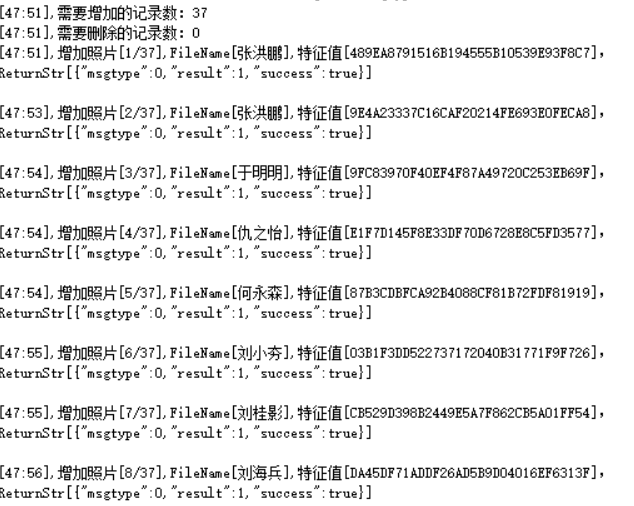 [47:51],需要增加的记录数: 37
[47:51],需要删除的记录数: 0
[47:51],增加照片[1/37],FileName[张洪鹏],特征值[489EA8791516B194555B10539E93F8C7],
ReturnStr[{"msgtype":0,"result":1,"success":true}]
[47:53],增加照片[2/37],FileName[张洪鹏],特征值[9E4A23337C16CAF20214FE693E0FECA8],
ReturnStr[{"msgtype":0,"result":1,"success":true}]
[47:54],增加照片[3/37],FileName[于明明],特征值[9FC83970F40EF4F87A49720C253EB69F],
ReturnStr[{"msgtype":0,"result":1,"success":true}]
[47:54],增加照片[4/37],FileName[仇之怡],特征值[E1F7D145F8E33DF70D6728E8C5FD3577],
ReturnStr[{"msgtype":0,"result":1,"success":true}]
[47:54],增加照片[5/37],FileName[何永森],特征值[87B3CDBFCA92B4088CF81B72FDF81919],
ReturnStr[{"msgtype":0,"result":1,"success":true}]
[47:55],增加照片[6/37],FileName[刘小夯],特征值[03B1F3DD522737172040B31771F9F726],
ReturnStr[{"msgtype":0,"result":1,"success":true}]
[47:55],增加照片[7/37],FileName[刘桂影],特征值[CB529D398B2449E5A7F862CB5A01FF54],
ReturnStr[{"msgtype":0,"result":1,"success":true}]
[47:56],增加照片[8/37],FileName[刘海兵],特征值[DA45DF71ADDF26AD5B9D04016EF6313F],
ReturnStr[{"msgtype":0,"result":1,"success":true}]